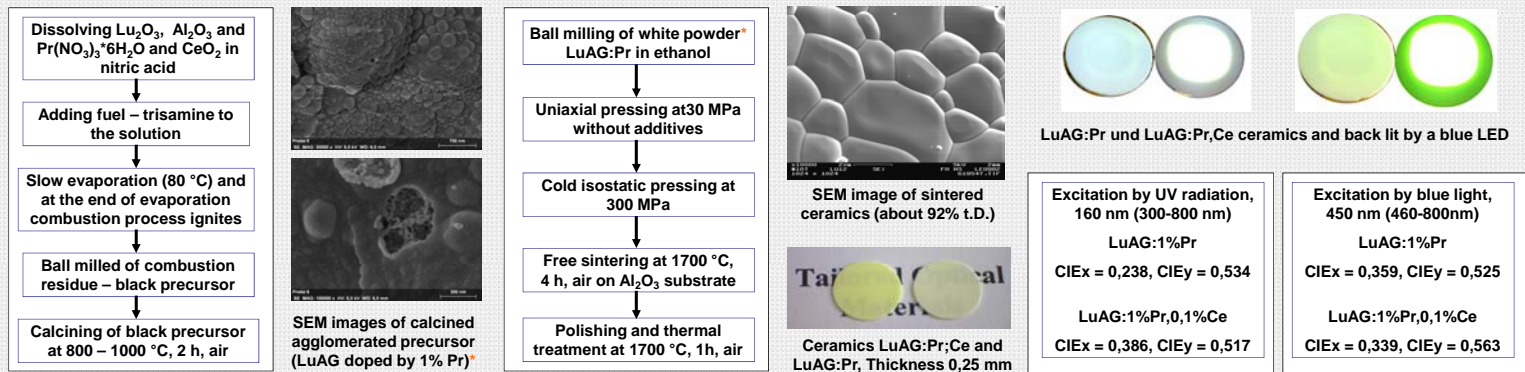 Dissolving Lu₂O₃, Al₂O₃ and
Pr(NO₃)₃*6H₂O and CeO₂ in
nitric acid
Adding fuel – trisamine to
the solution
Slow evaporation (80 °C) and
at the end of evaporation
combustion process ignites
Ball milled of combustion
residue – black precursor
Calcining of black precursor
at 800 – 1000 °C, 2 h, air
SEM images of calcined
agglomerated precursor
(LuAG doped by 1% Pr)*
Ball milling of white powder*
LuAG:Pr in ethanol
Uniaxial pressing at30 MPa
without additives
Cold isostatic pressing at
300 MPa
Free sintering at 1700 °C,
4 h, air on Al₂O₃ substrate
Polishing and thermal
treatment at 1700 °C, 1h, air
SEM image of sintered
ceramics (about 92% t.D.)
Tailored Optical
Materials
Ceramics LuAG:Pr;Ce and
LuAG:Pr, Thickness 0,25 mm
LuAG:Pr und LuAG:Pr,Ce ceramics and back lit by a blue LED
Excitation by UV radiation,
160 nm (300-800 nm)
LuAG:1%Pr
CIEx = 0,238, CIEy = 0,534
LuAG:1%Pr,0,1%Ce
CIEx = 0,386, CIEy = 0,517
Excitation by blue light,
450 nm (460-800nm)
LuAG:1%Pr
CIEx = 0,359, CIEy = 0,525
LuAG:1%Pr,0,1%Ce
CIEx = 0,339, CIEy = 0,563